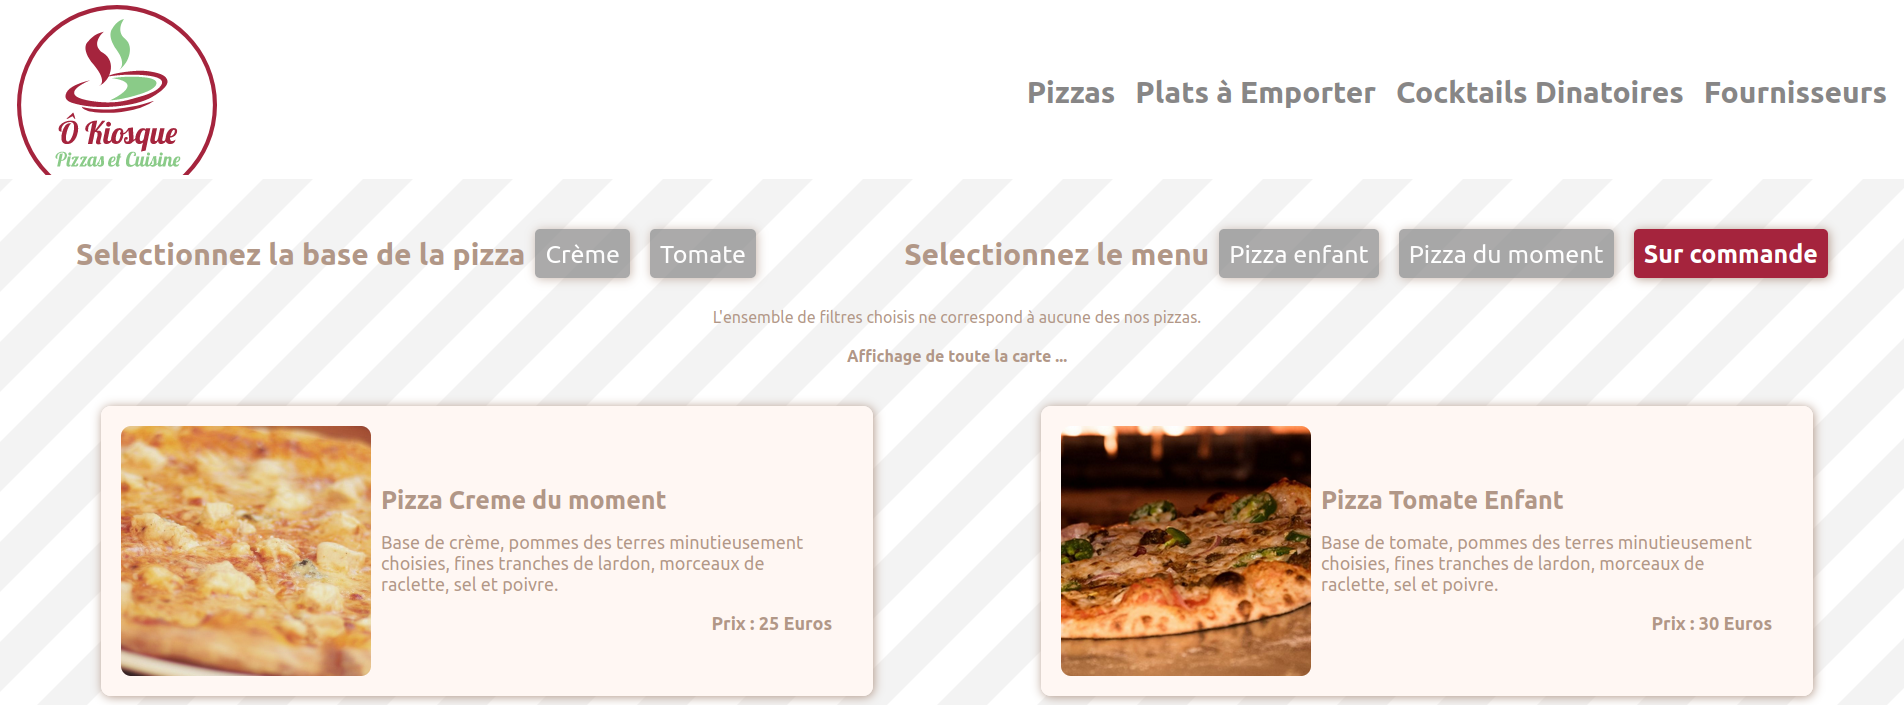 Ô Kiosque
Pizzas et Cuisine
Pizzas Plats à Emporter Cocktails Dinatoires Fournisseurs
Selectionnez la base de la pizza Crème Tomate
Selectionnez le menu Pizza enfant Pizza du moment Sur commande
L'ensemble de filtres choisis ne correspond à aucune des nos pizzas.
Affichage de toute la carte ...
Pizza Creme du moment
Base de crème, pommes des terres minutieusement
choisies, fines tranches de lardon, morceaux de
raclette, sel et poivre.
Prix : 25 Euros
Pizza Tomate Enfant
Base de tomate, pommes des terres minutieusement
choisies, fines tranches de lardon, morceaux de
raclette, sel et poivre.
Prix : 30 Euros